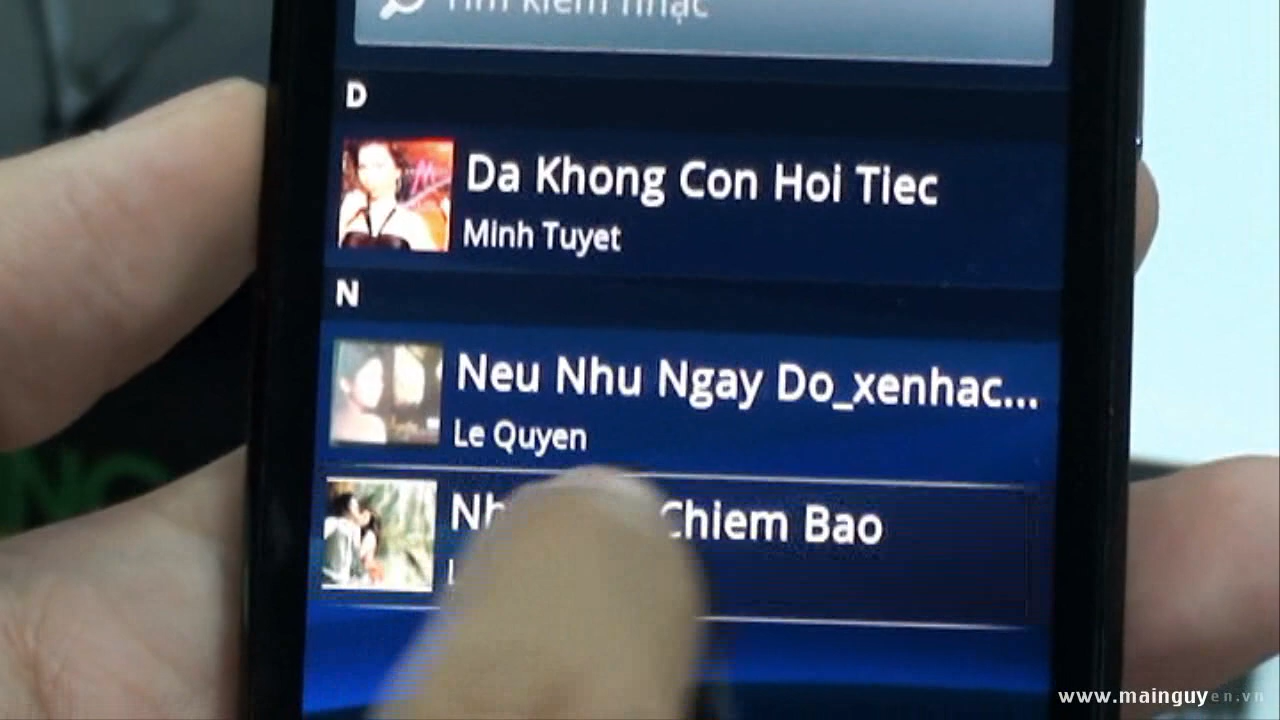 Tìm kiếm nhạc
D
Da Khong Con Hoi Tiec
Minh Tuyet
N
Neu Nhu Ngay Do_xenhac...
Le Quyen
Chiem Bao
www.mainguyen.vn